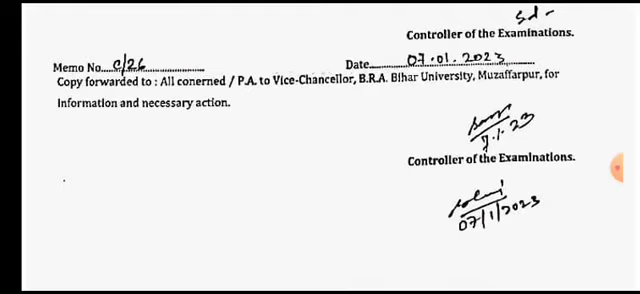 Sd-
Controller of the Examinations.
Memo No. C/26 Date 07.01.2023
Copy forwarded to : All conerned / P.A. to Vice-Chancellor, B.R.A. Bihar University, Muzaffarpur, for
Information and necessary action.
7.1.23
Controller of the Examinations.
07/1/2023